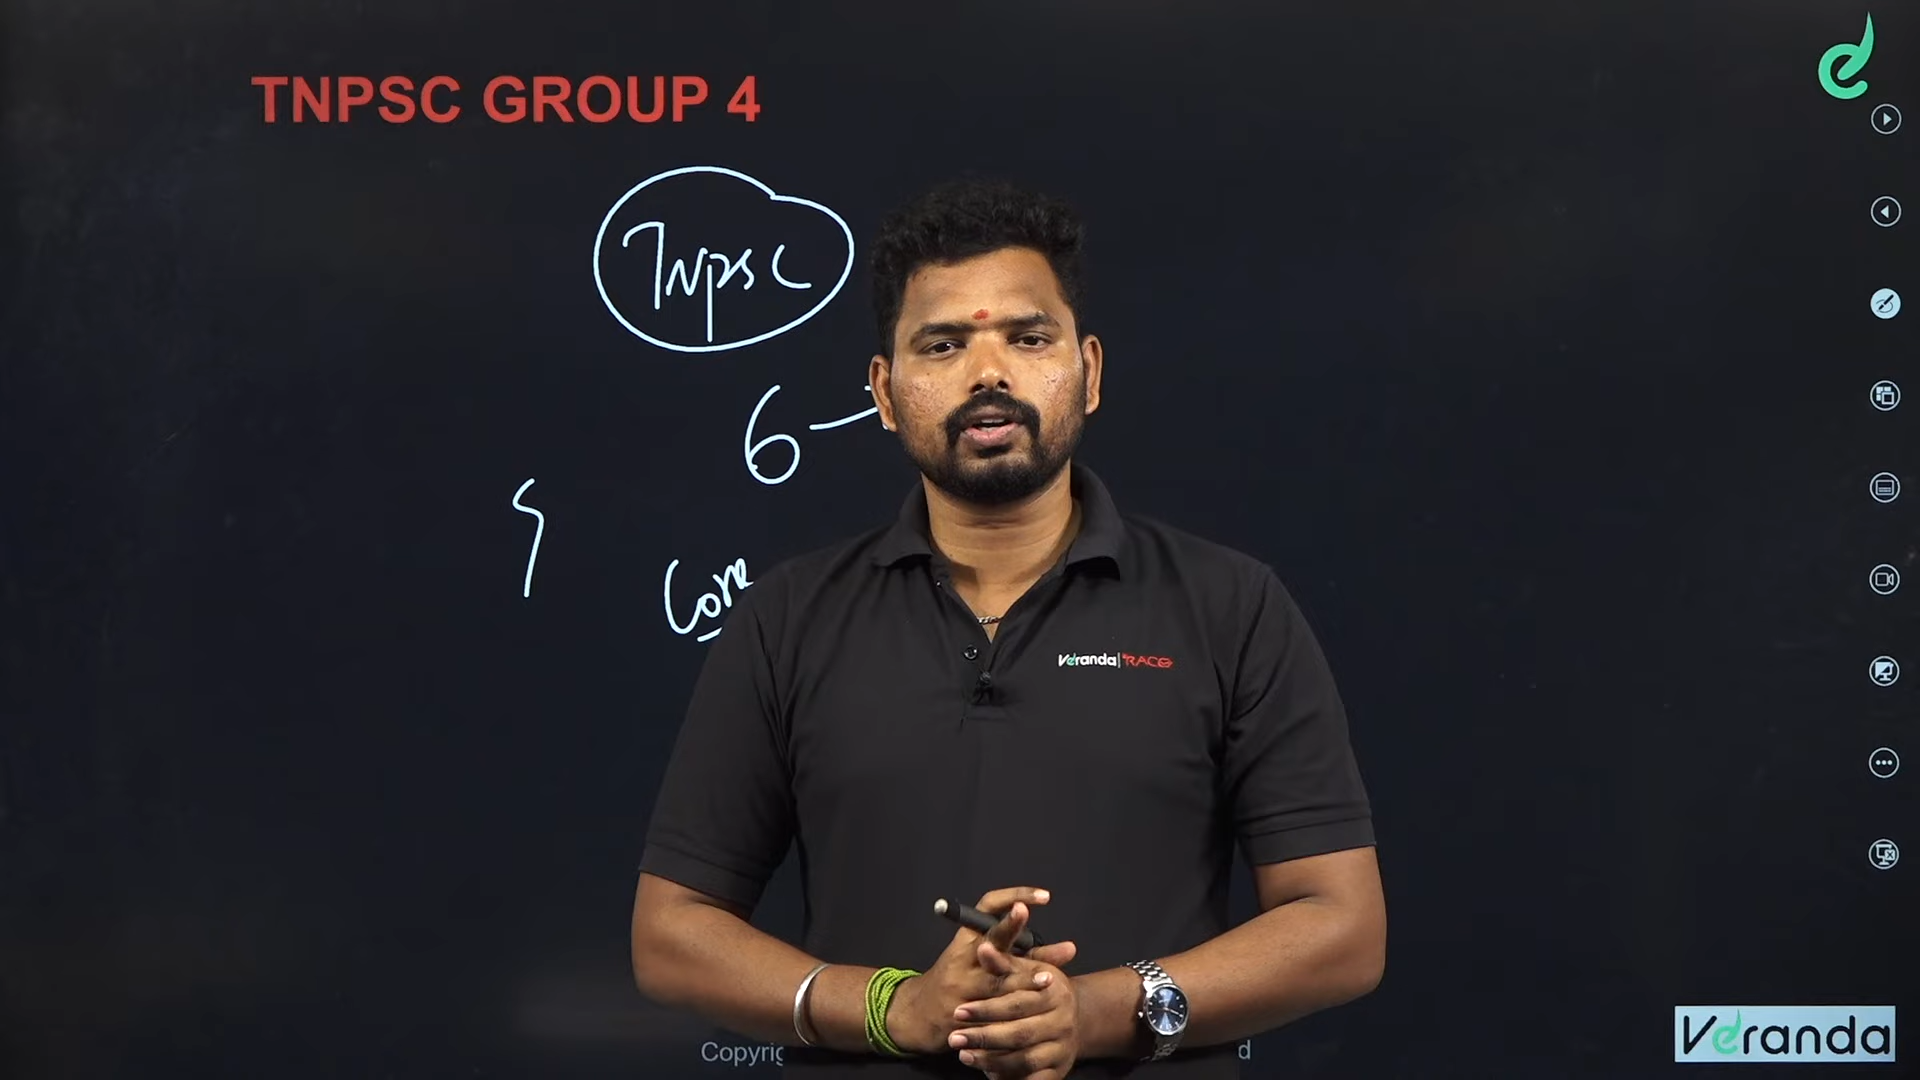 TNPSC GROUP 4
TNPSC
6 –
Veranda RACE
Veranda